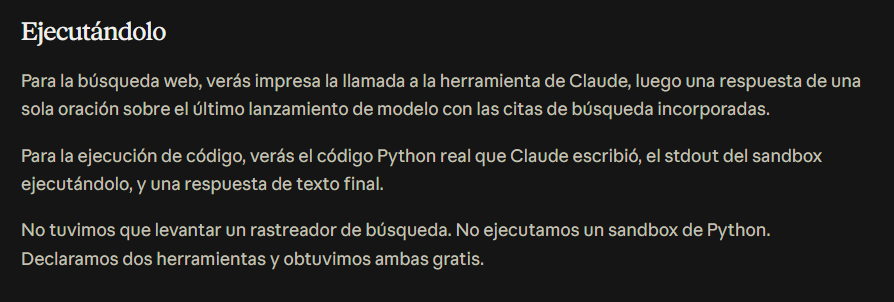 Ejecutándolo
Para la búsqueda web, verás impresa la llamada a la herramienta de Claude, luego una respuesta de una
sola oración sobre el último lanzamiento de modelo con las citas de búsqueda incorporadas.
Para la ejecución de código, verás el código Python real que Claude escribió, el stdout del sandbox
ejecutándolo, y una respuesta de texto final.
No tuvimos que levantar un rastreador de búsqueda. No ejecutamos un sandbox de Python.
Declaramos dos herramientas y obtuvimos ambas gratis.